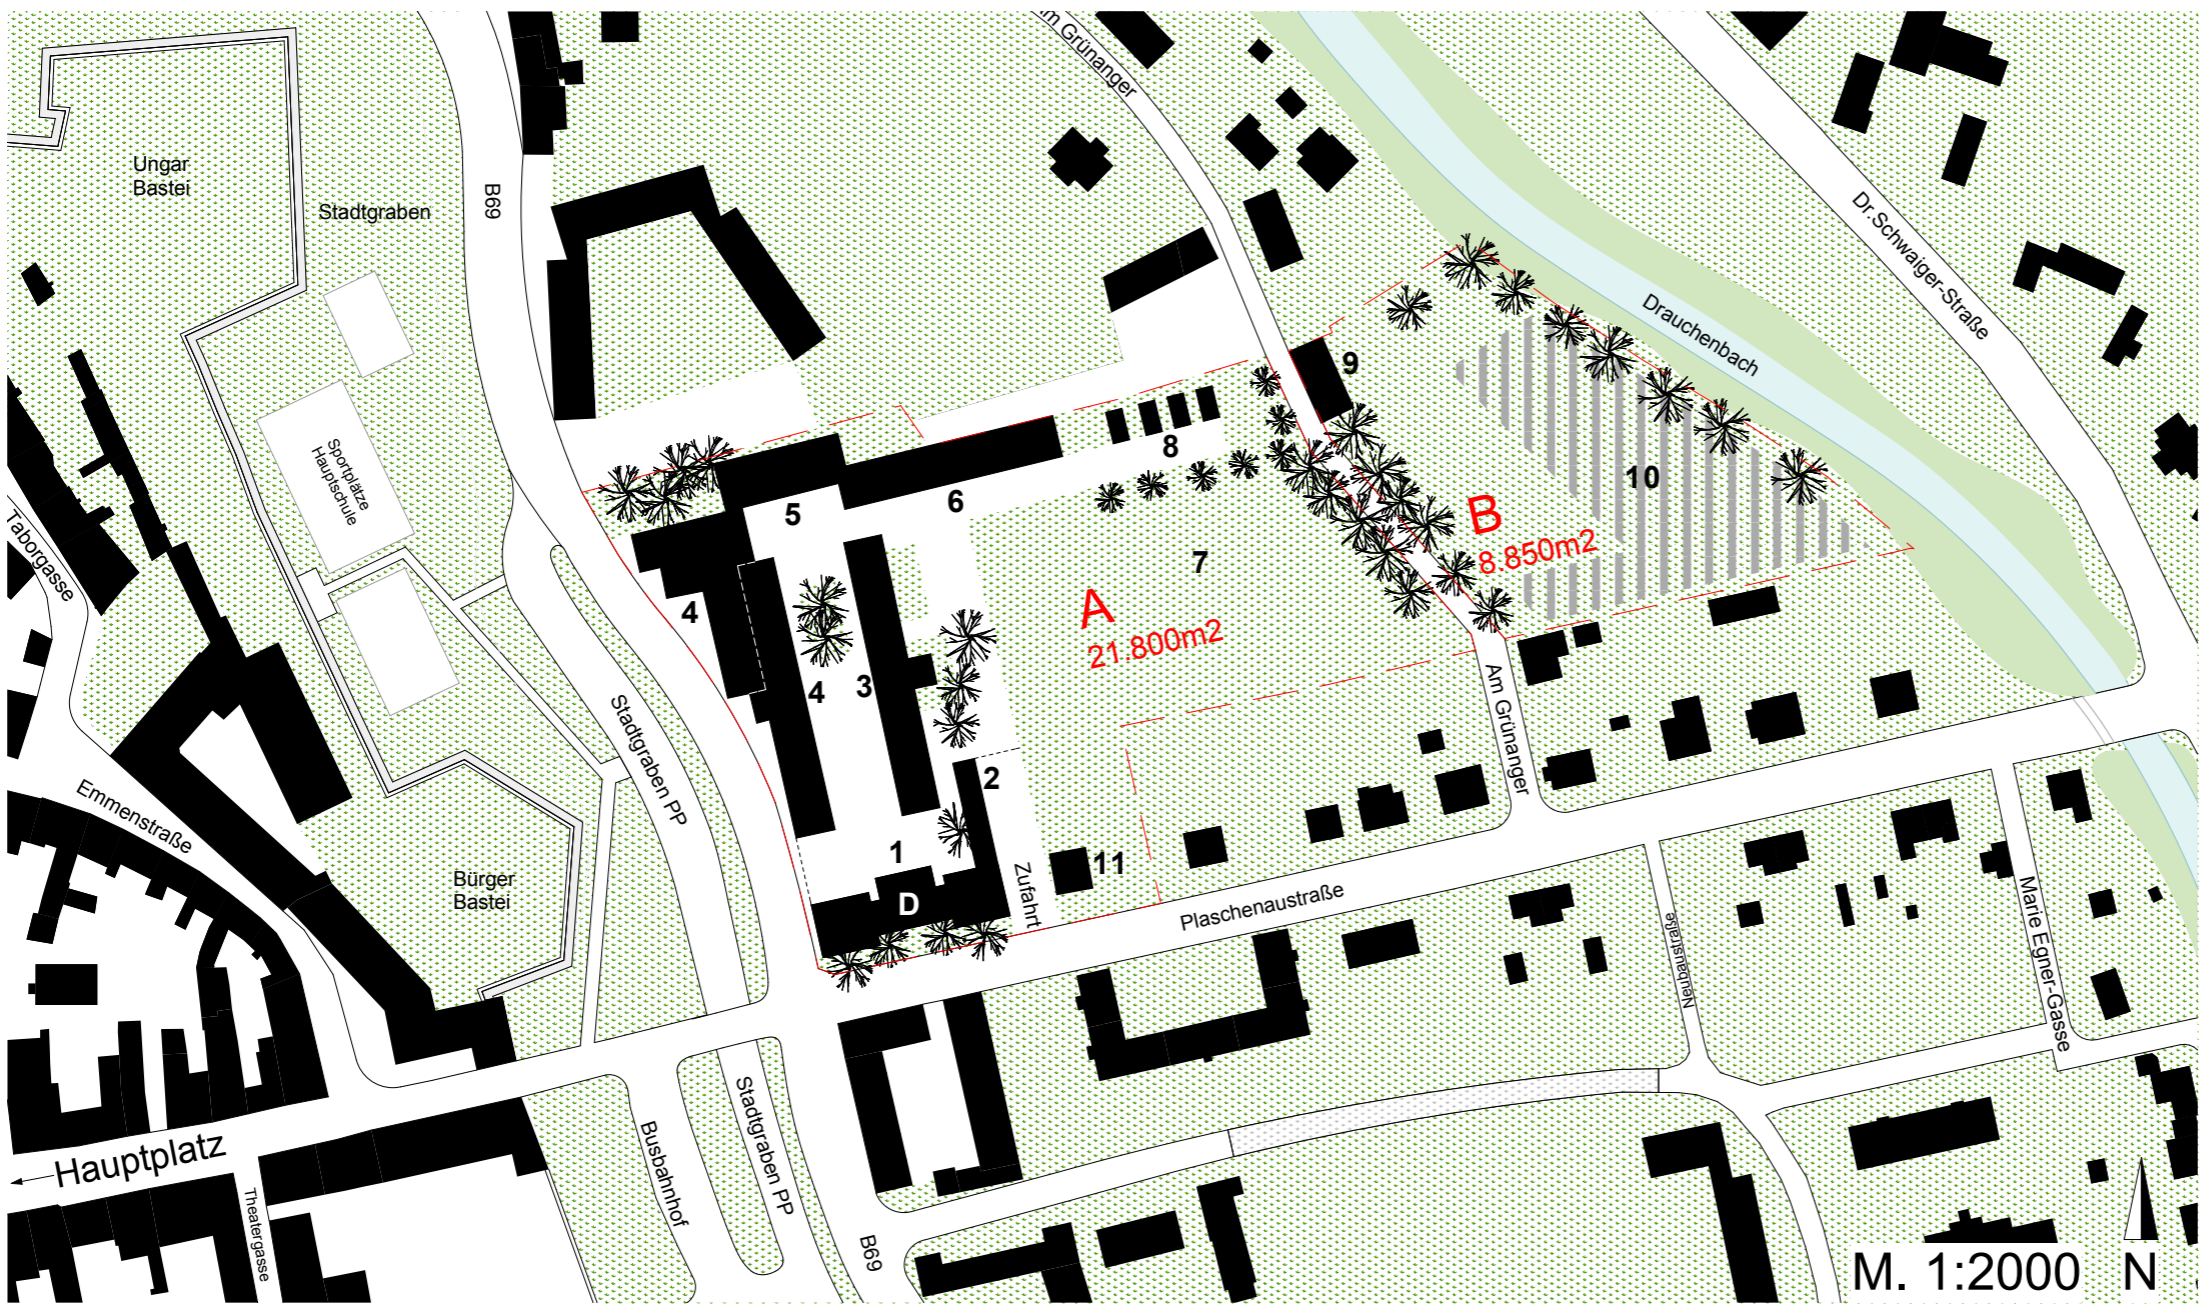 Am Grünanger
Ungar
Bastei
Stadtgraben
B69
Dr.Schwaiger-Straße
Drauchenbach
Sportplätze
Hauptschule
Taborgasse
9
8
10
6
5
B
8.850m2
7
A
21.800m2
4
4
3
Am Grünanger
Stadtgraben PP
2
Emmenstraße
1
11
Bürger
Bastei
Zufahrt
D
Plaschenaustraße
Neubaustraße
Marie Egner-Gasse
Hauptplatz
Busbahnhof
Stadtgraben PP
Theatergasse
B69
M. 1:2000
N